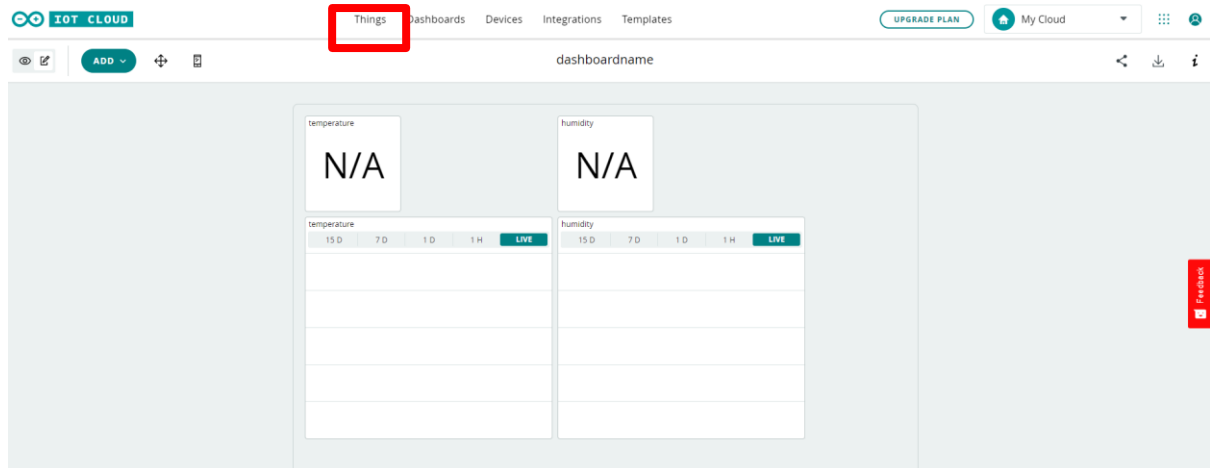 IOT CLOUD
Things Dashboards Devices Integrations Templates
UPGRADE PLAN
My Cloud
ADD
dashboardname
i
temperature
N/A
humidity
N/A
temperature
15 D 7 D 1 D 1 H LIVE
humidity
15 D 7 D 1 D 1 H LIVE
Feedback